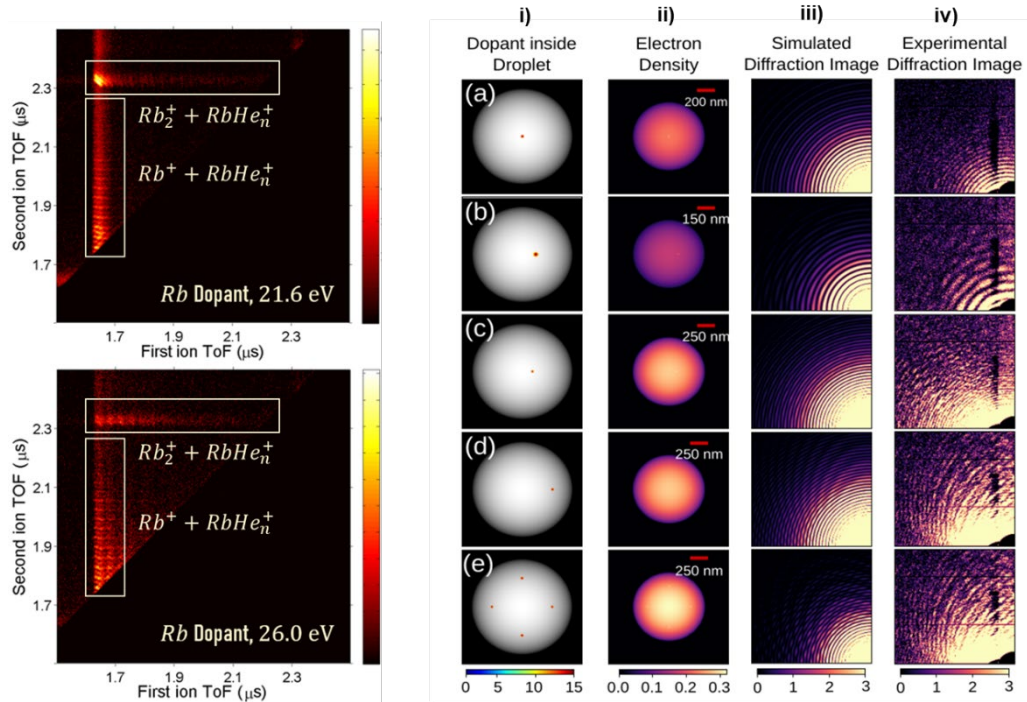 2.3
2.1
1.9
1.7
Second ion TOF (μs)
Rb₂⁺ + RbHeₙ⁺
Rb⁺ + RbHeₙ⁺
Rb Dopant, 21.6 eV
1.7 1.9 2.1 2.3
First ion ToF (μs)
2.3
2.1
1.9
1.7
Second ion TOF (μs)
Rb₂⁺ + RbHeₙ⁺
Rb⁺ + RbHeₙ⁺
Rb Dopant, 26.0 eV
1.7 1.9 2.1 2.3
First ion ToF (μs)
i) ii) iii) iv)
Dopant inside
Droplet
Electron
Density
Simulated
Diffraction Image
Experimental
Diffraction Image
(a)
200 nm
(b)
150 nm
(c)
250 nm
(d)
250 nm
(e)
250 nm
0 5 10 15
0.0 0.1 0.2 0.3
0 1 2 3
0 1 2 3